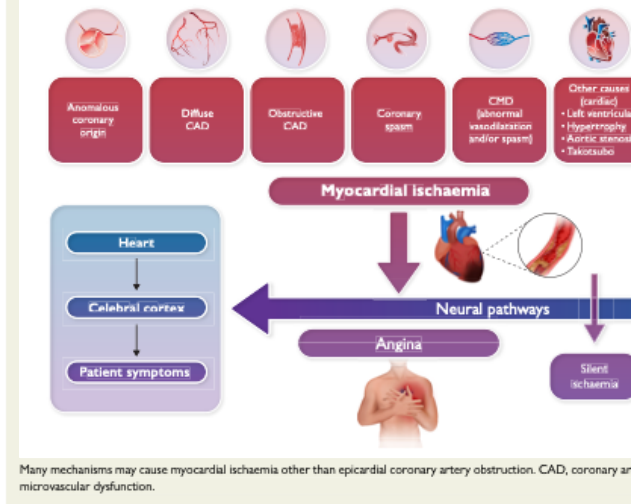 Anomalous
coronary
origin
Diffuse
CAD
Obstructive
CAD
Coronary
spasm
CMD
(abnormal
vasodilatation
and/or spasm)
Other causes
(cardiac)
• Left ventricula
• Hypertrophy
• Aortic stenosi
• Takotsubo
Myocardial ischaemia
Heart
Celebral cortex
Patient symptoms
Neural pathways
Angina
Silent
ischaemia
Many mechanisms may cause myocardial ischaemia other than epicardial coronary artery obstruction. CAD, coronary ar
microvascular dysfunction.